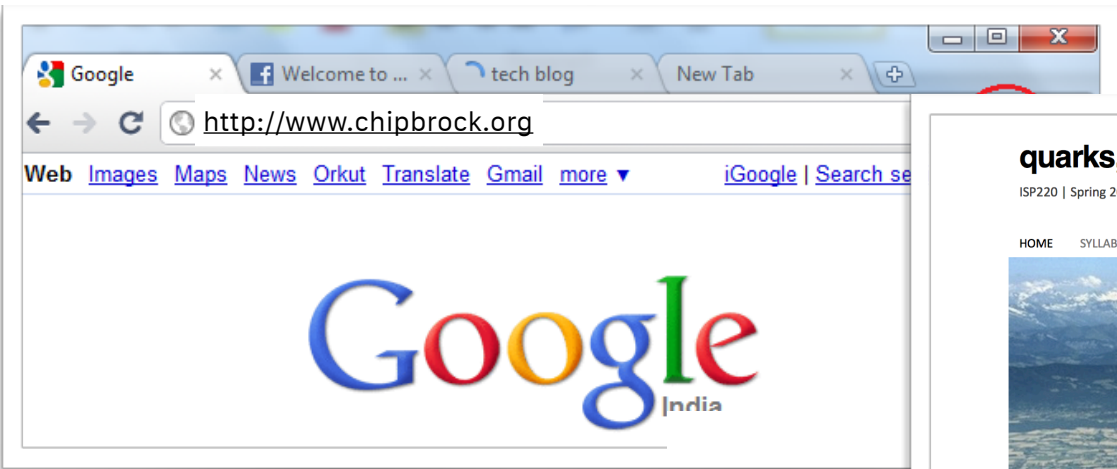 Google
Welcome to ...
tech blog
New Tab
http://www.chipbrock.org
Web Images Maps News Orkut Translate Gmail more ▼ iGoogle | Search se
Google
India
quarks,
ISP220 | Spring 2
HOME SYLLAB